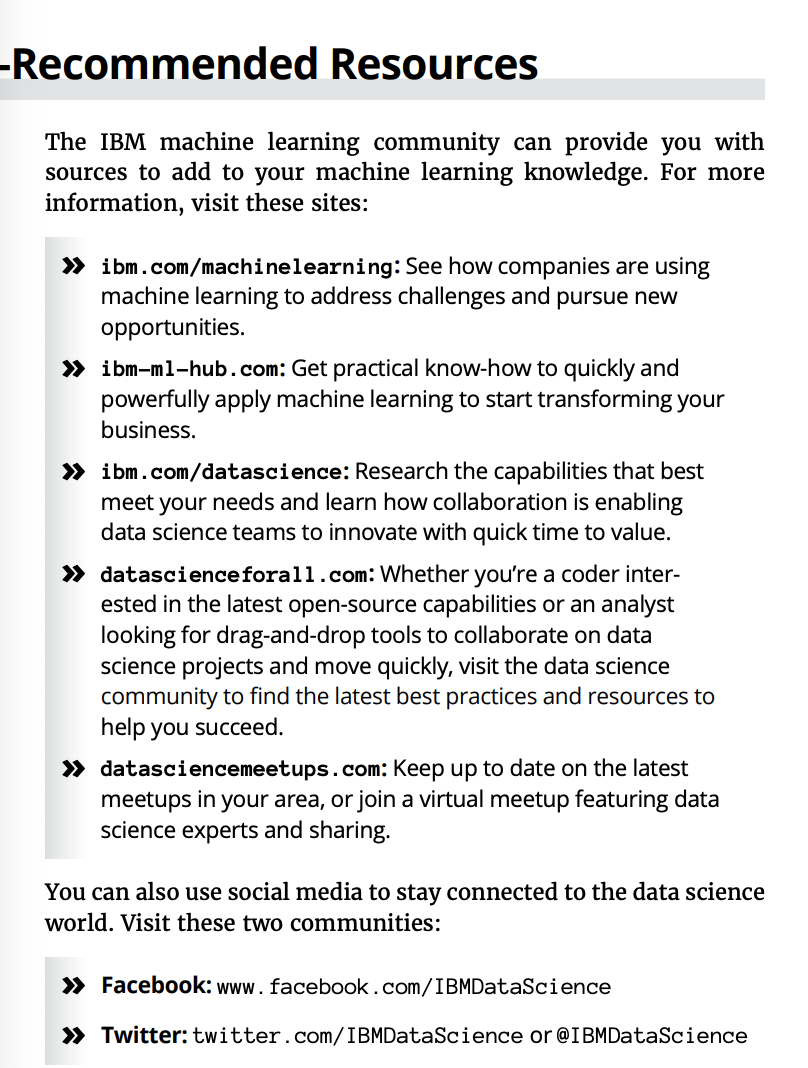 -Recommended Resources
The IBM machine learning community can provide you with
sources to add to your machine learning knowledge. For more
information, visit these sites:
» ibm.com/machinelearning: See how companies are using
machine learning to address challenges and pursue new
opportunities.
» ibm-ml-hub.com: Get practical know-how to quickly and
powerfully apply machine learning to start transforming your
business.
» ibm.com/datascience: Research the capabilities that best
meet your needs and learn how collaboration is enabling
data science teams to innovate with quick time to value.
» datascienceforall.com: Whether you’re a coder inter-
ested in the latest open-source capabilities or an analyst
looking for drag-and-drop tools to collaborate on data
science projects and move quickly, visit the data science
community to find the latest best practices and resources to
help you succeed.
» datasciencemeetups.com: Keep up to date on the latest
meetups in your area, or join a virtual meetup featuring data
science experts and sharing.
You can also use social media to stay connected to the data science
world. Visit these two communities:
» Facebook: www.facebook.com/IBMDataScience
» Twitter: twitter.com/IBMDataScience or @IBMDataScience